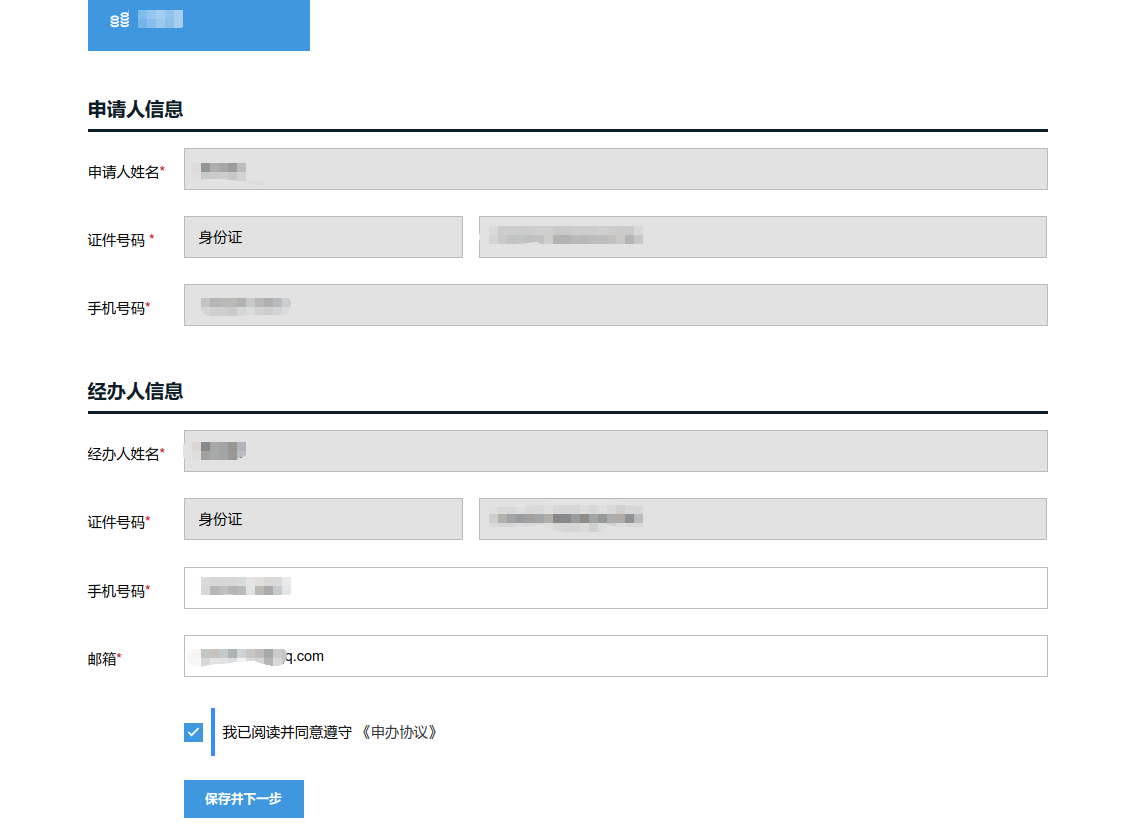 申请人信息
申请人姓名*
证件号码 * 身份证
手机号码*
经办人信息
经办人姓名*
证件号码* 身份证
手机号码*
邮箱* q.com
我已阅读并同意遵守 《申办协议》
保存并下一步